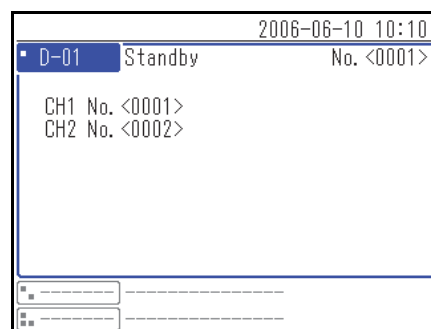 2006-06-10 10:10
D-01 Standby No. <0001>
CH1 No. <0001>
CH2 No. <0002>
------- --------------
------- --------------